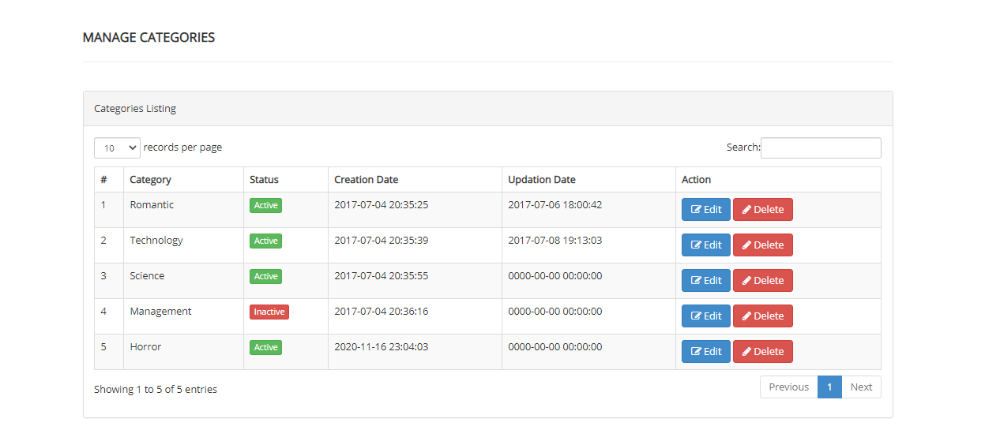 MANAGE CATEGORIES
Categories Listing
10 records per page Search:
# Category Status Creation Date Updation Date Action
1 Romantic Active 2017-07-04 20:35:25 2017-07-06 18:00:42 Edit Delete
2 Technology Active 2017-07-04 20:35:39 2017-07-08 19:13:03 Edit Delete
3 Science Active 2017-07-04 20:35:55 0000-00-00 00:00:00 Edit Delete
4 Management Inactive 2017-07-04 20:36:16 0000-00-00 00:00:00 Edit Delete
5 Horror Active 2020-11-16 23:04:03 0000-00-00 00:00:00 Edit Delete
Showing 1 to 5 of 5 entries Previous 1 Next